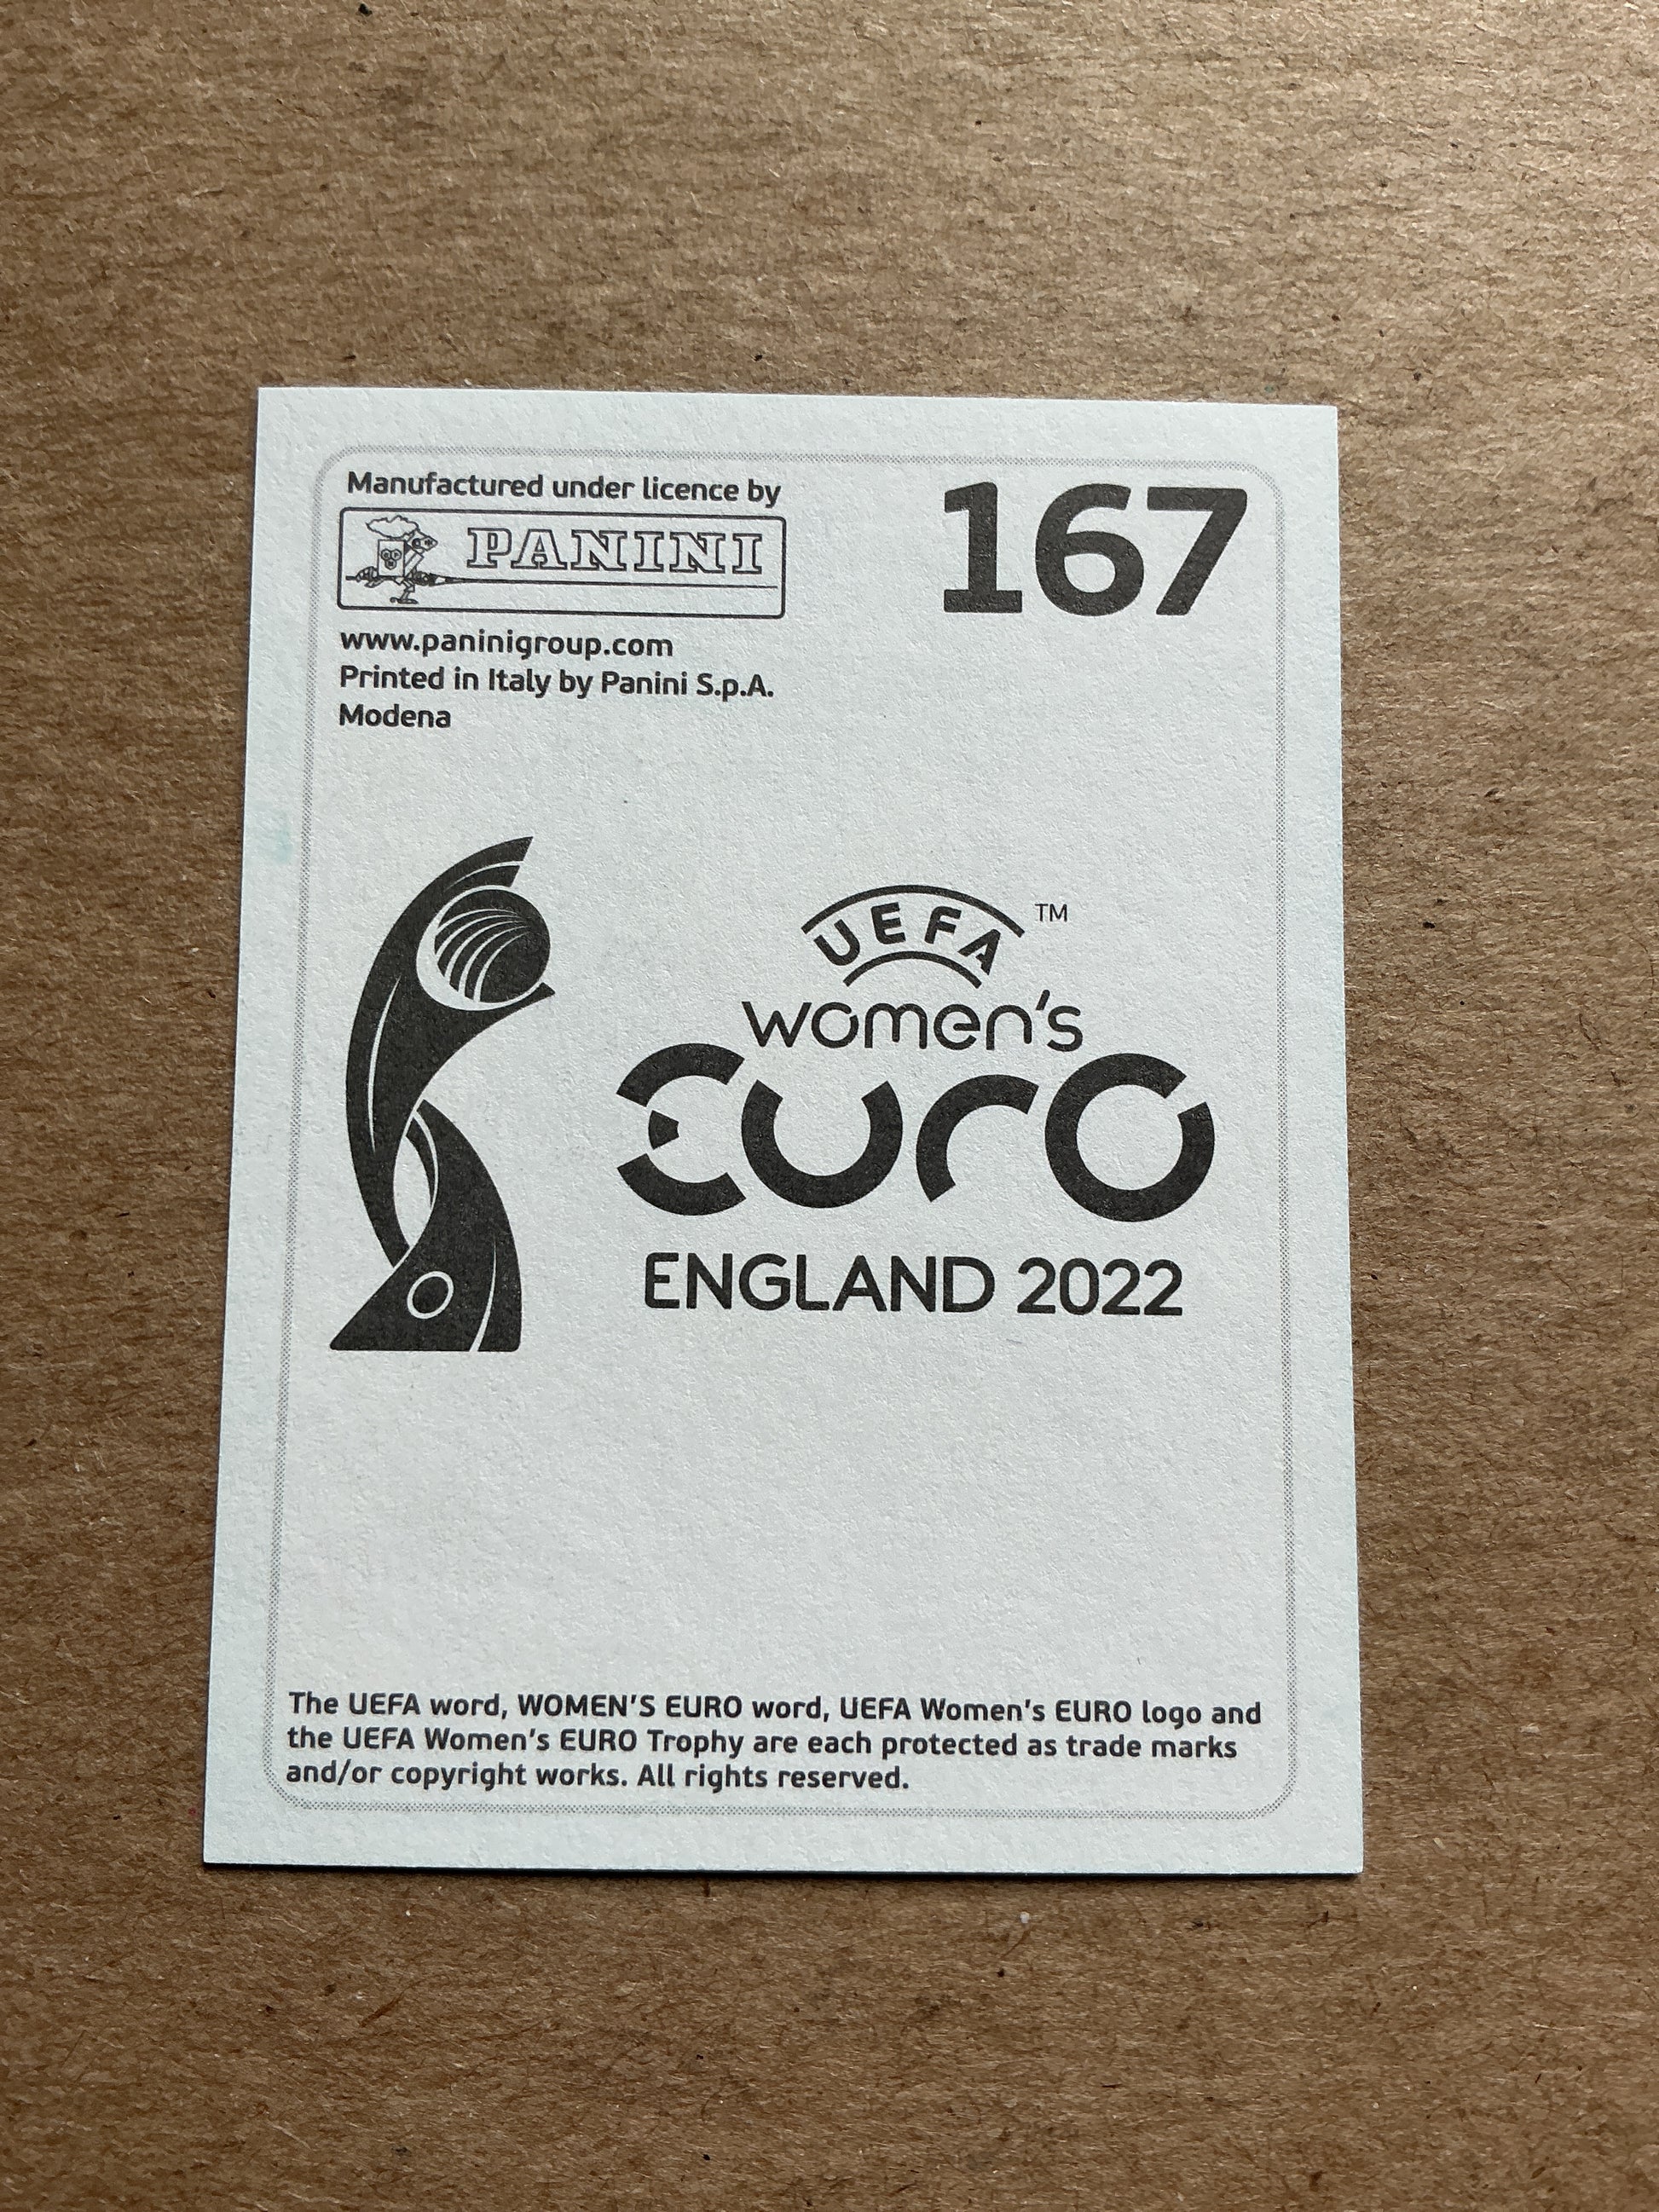 Manufactured under licence by
PANINI
167
www.paninigroup.com
Printed in Italy by Panini S.p.A.
Modena
UEFA TM
women's
EURO
ENGLAND 2022
The UEFA word, WOMEN'S EURO word, UEFA Women's EURO logo and
the UEFA Women's EURO Trophy are each protected as trade marks
and/or copyright works. All rights reserved.